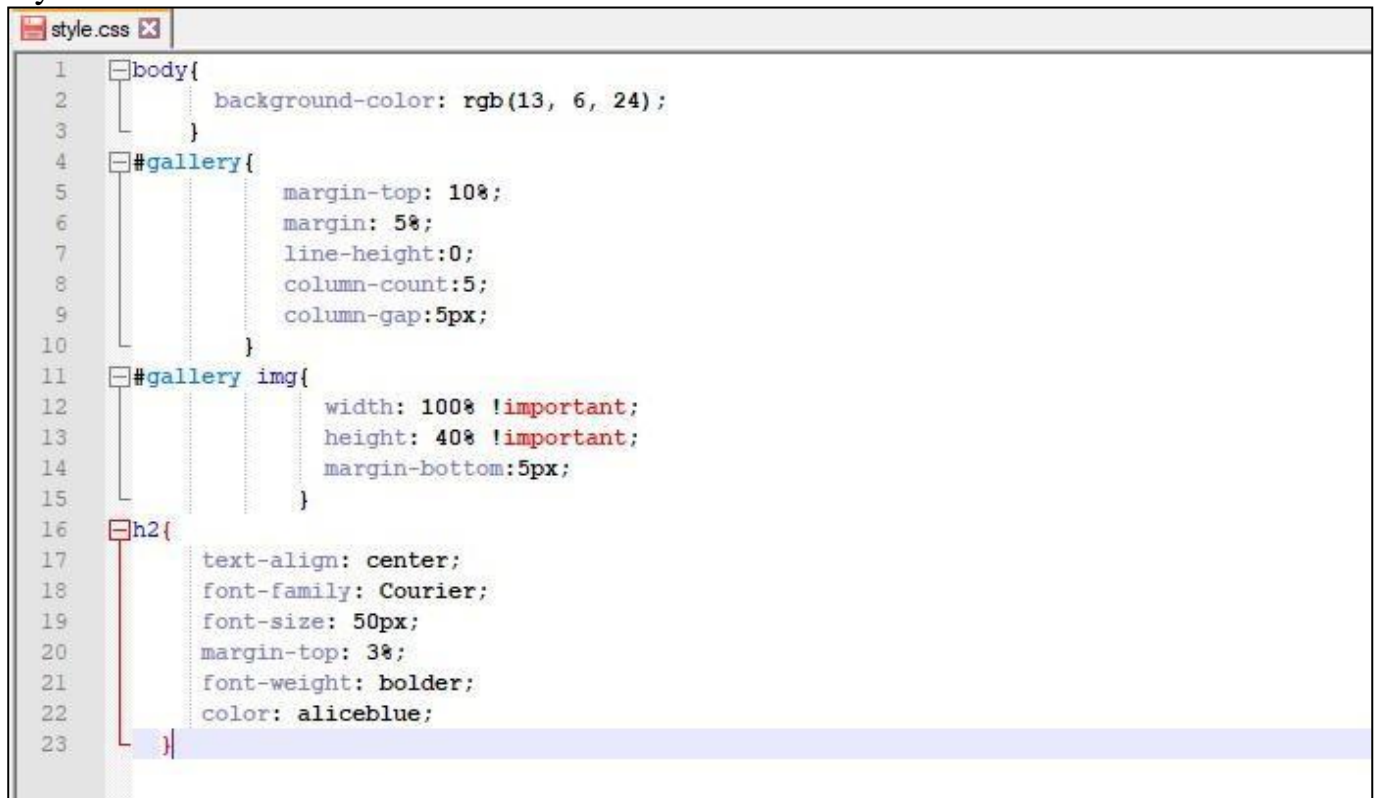 style.css
1 body{
2 background-color: rgb(13, 6, 24);
3 }
4 #gallery{
5 margin-top: 10%;
6 margin: 5%;
7 line-height:0;
8 column-count:5;
9 column-gap:5px;
10 }
11 #gallery img{
12 width: 100% !important;
13 height: 40% !important;
14 margin-bottom:5px;
15 }
16 h2{
17 text-align: center;
18 font-family: Courier;
19 font-size: 50px;
20 margin-top: 3%;
21 font-weight: bolder;
22 color: aliceblue;
23 }